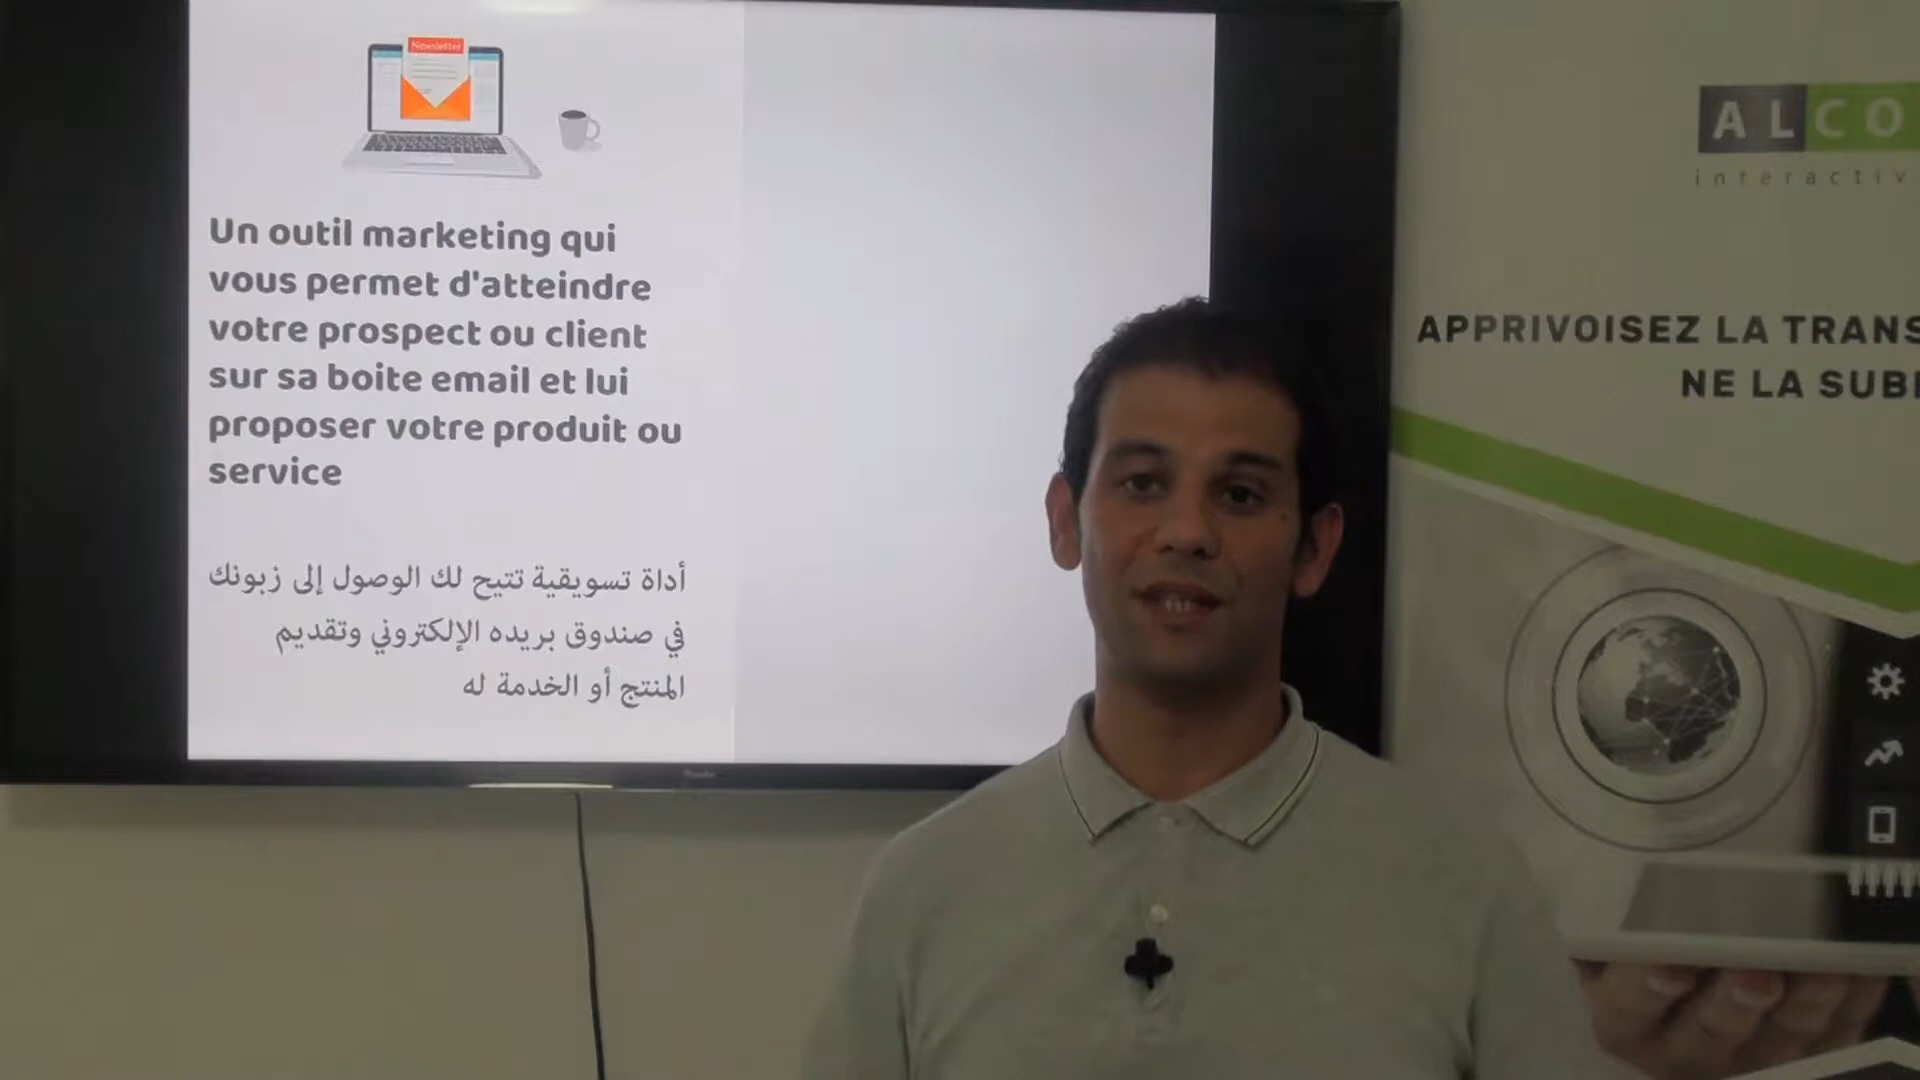 Newsletter
Un outil marketing qui
vous permet d'atteindre
votre prospect ou client
sur sa boite email et lui
proposer votre produit ou
service
أداة تسويقية تتيح لك الوصول إلى زبونك
في صندوق بريده الإلكتروني وتقديم
المنتج أو الخدمة له
ALCO
interactiv
APPRIVOISEZ LA TRANS
NE LA SUBI